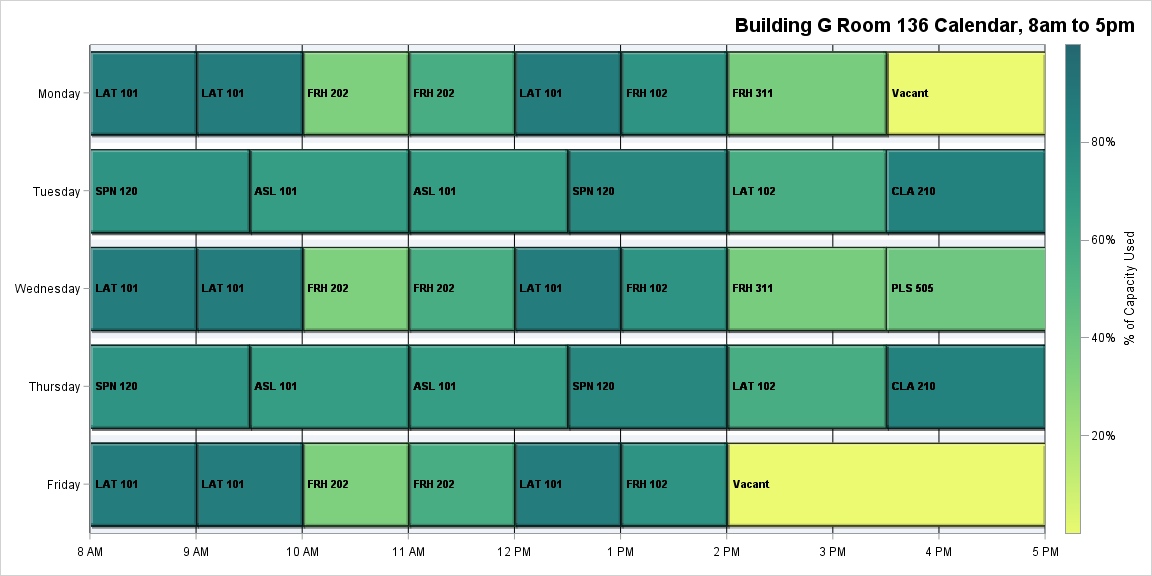 Building G Room 136 Calendar, 8am to 5pm
Monday
LAT 101
LAT 101
FRH 202
FRH 202
LAT 101
FRH 102
FRH 311
Vacant
Tuesday
SPN 120
ASL 101
ASL 101
SPN 120
LAT 102
CLA 210
Wednesday
LAT 101
LAT 101
FRH 202
FRH 202
LAT 101
FRH 102
FRH 311
PLS 505
Thursday
SPN 120
ASL 101
ASL 101
SPN 120
LAT 102
CLA 210
Friday
LAT 101
LAT 101
FRH 202
FRH 202
LAT 101
FRH 102
Vacant
8 AM
9 AM
10 AM
11 AM
12 PM
1 PM
2 PM
3 PM
4 PM
5 PM
80%
60%
40%
20%
% of Capacity Used